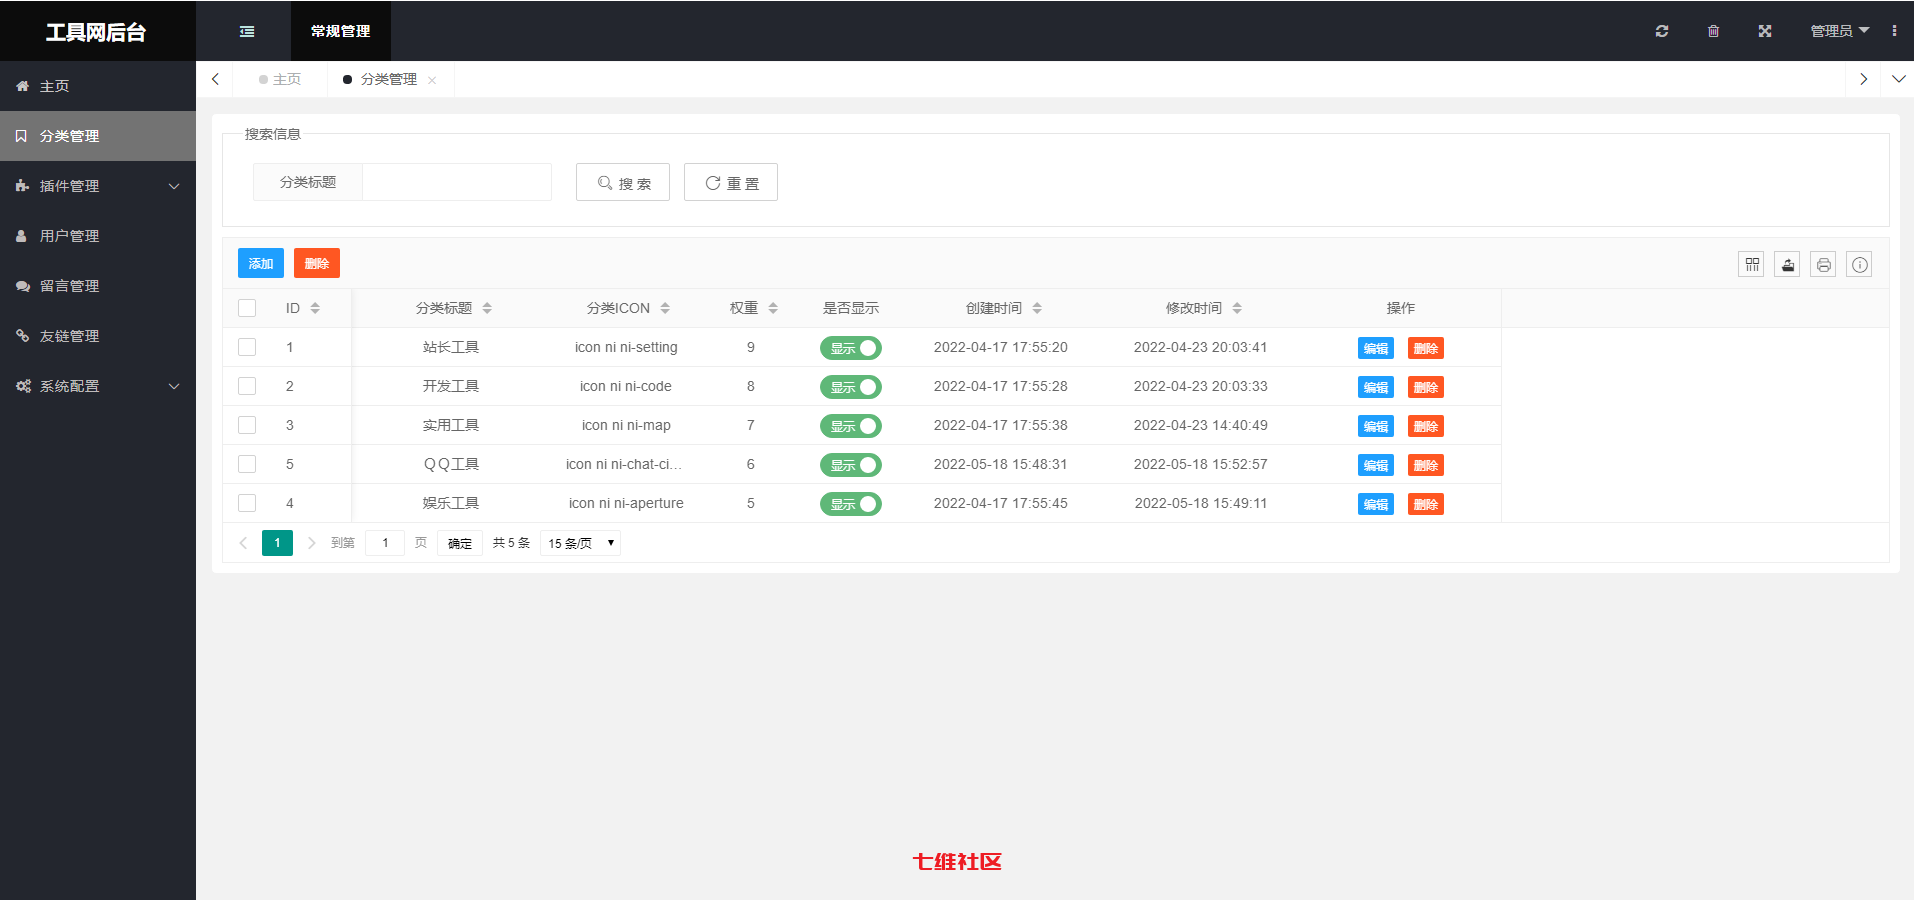 工具网后台
常规管理
管理员
主页
分类管理
插件管理
用户管理
留言管理
友链管理
系统配置
主页
分类管理
搜索信息
分类标题
搜 索
重 置
添加 删除
ID 分类标题 分类ICON 权重 是否显示 创建时间 修改时间 操作
1 站长工具 icon ni ni-setting 9 显示 2022-04-17 17:55:20 2022-04-23 20:03:41 编辑 删除
2 开发工具 icon ni ni-code 8 显示 2022-04-17 17:55:28 2022-04-23 20:03:33 编辑 删除
3 实用工具 icon ni ni-map 7 显示 2022-04-17 17:55:38 2022-04-23 14:40:49 编辑 删除
5 ＱＱ工具 icon ni ni-chat-ci... 6 显示 2022-05-18 15:48:31 2022-05-18 15:52:57 编辑 删除
4 娱乐工具 icon ni ni-aperture 5 显示 2022-04-17 17:55:45 2022-05-18 15:49:11 编辑 删除
1 到第 1 页 确定 共 5 条 15 条/页
七维社区